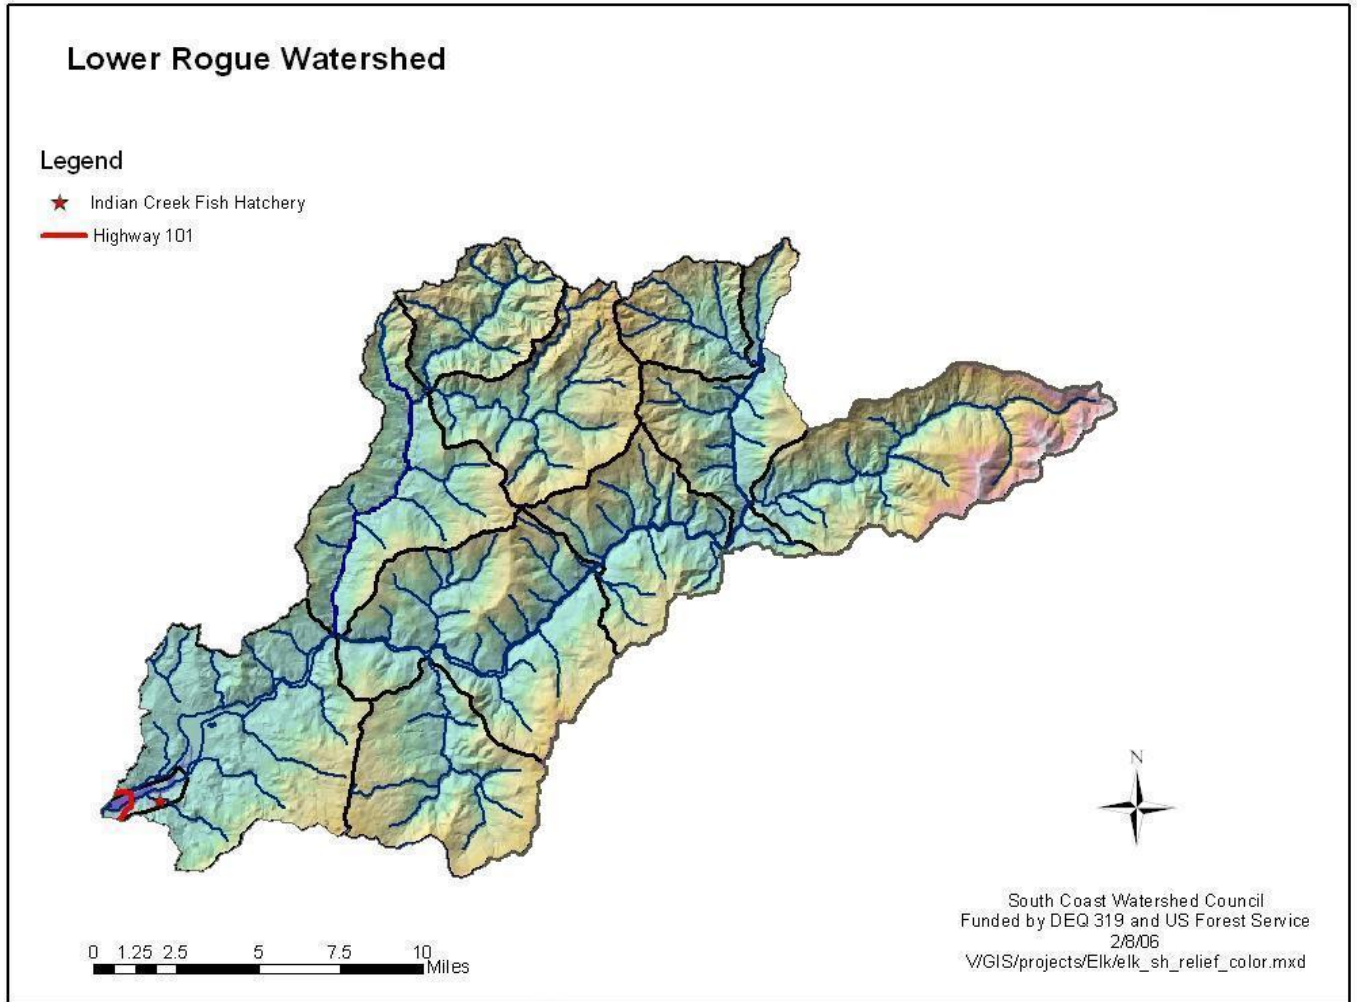 Lower Rogue Watershed
Legend
Indian Creek Fish Hatchery
Highway 101
N
0 1.25 2.5 5 7.5 10
Miles
South Coast Watershed Council
Funded by DEQ 319 and US Forest Service
2/8/06
V/GIS/projects/Elk/elk_sh_relief_color.mxd